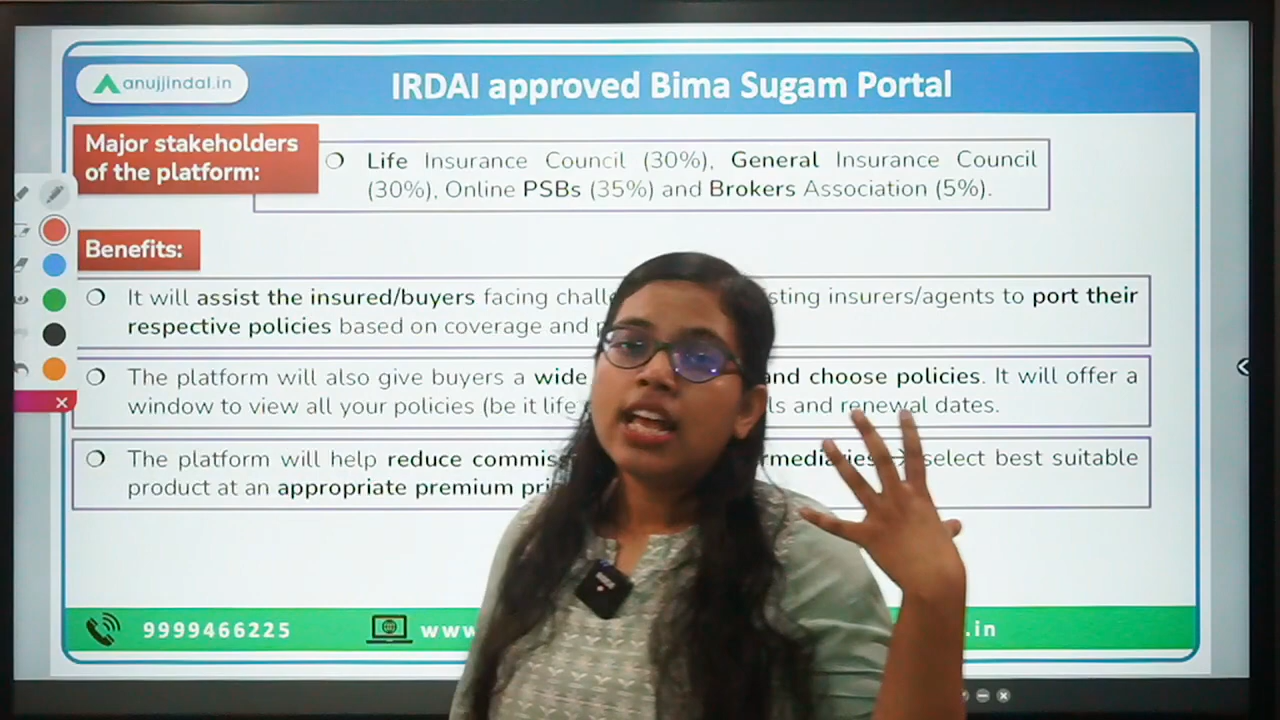 anujjindal.in
IRDAI approved Bima Sugam Portal
Major stakeholders
of the platform:
❍ Life Insurance Council (30%), General Insurance Council
(30%), Online PSBs (35%) and Brokers Association (5%).
Benefits:
❍ It will assist the insured/buyers facing sting insurers/agents to port their
respective policies based on coverage and
❍ The platform will also give buyers a wide and choose policies. It will offer a
window to view all your policies (be it life ls and renewal dates.
❍ The platform will help reduce commis rmediaries → select best suitable
product at an appropriate premium pri
9999466225 www .in